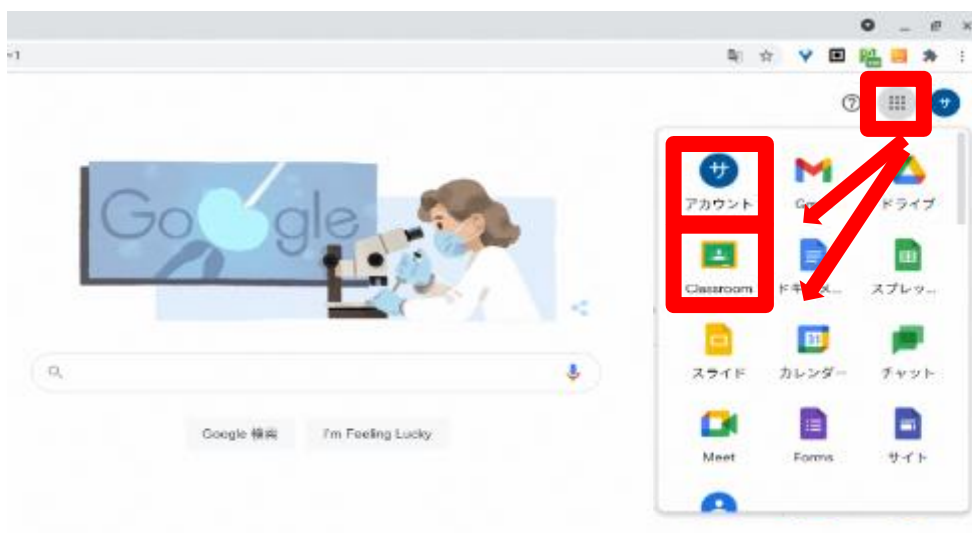 サ
Google
アカウント
ドライブ
Classroom
スプレッ...
31
スライド
カレンダー
チャット
Google 検索
I'm Feeling Lucky
Meet
Forms
サイト